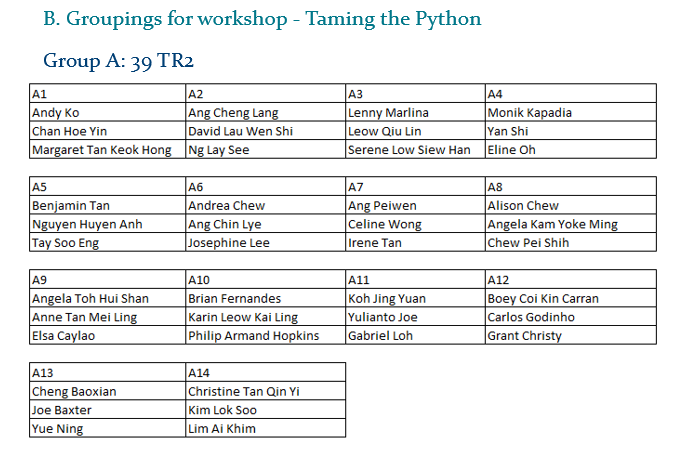 B. Groupings for workshop - Taming the Python
Group A: 39 TR2
A1 A2 A3 A4
Andy Ko Ang Cheng Lang Lenny Marlina Monik Kapadia
Chan Hoe Yin David Lau Wen Shi Leow Qiu Lin Yan Shi
Margaret Tan Keok Hong Ng Lay See Serene Low Siew Han Eline Oh
A5 A6 A7 A8
Benjamin Tan Andrea Chew Ang Peiwen Alison Chew
Nguyen Huyen Anh Ang Chin Lye Celine Wong Angela Kam Yoke Ming
Tay Soo Eng Josephine Lee Irene Tan Chew Pei Shih
A9 A10 A11 A12
Angela Toh Hui Shan Brian Fernandes Koh Jing Yuan Boey Coi Kin Carran
Anne Tan Mei Ling Karin Leow Kai Ling Yulianto Joe Carlos Godinho
Elsa Caylao Philip Armand Hopkins Gabriel Loh Grant Christy
A13 A14
Cheng Baoxian Christine Tan Qin Yi
Joe Baxter Kim Lok Soo
Yue Ning Lim Ai Khim